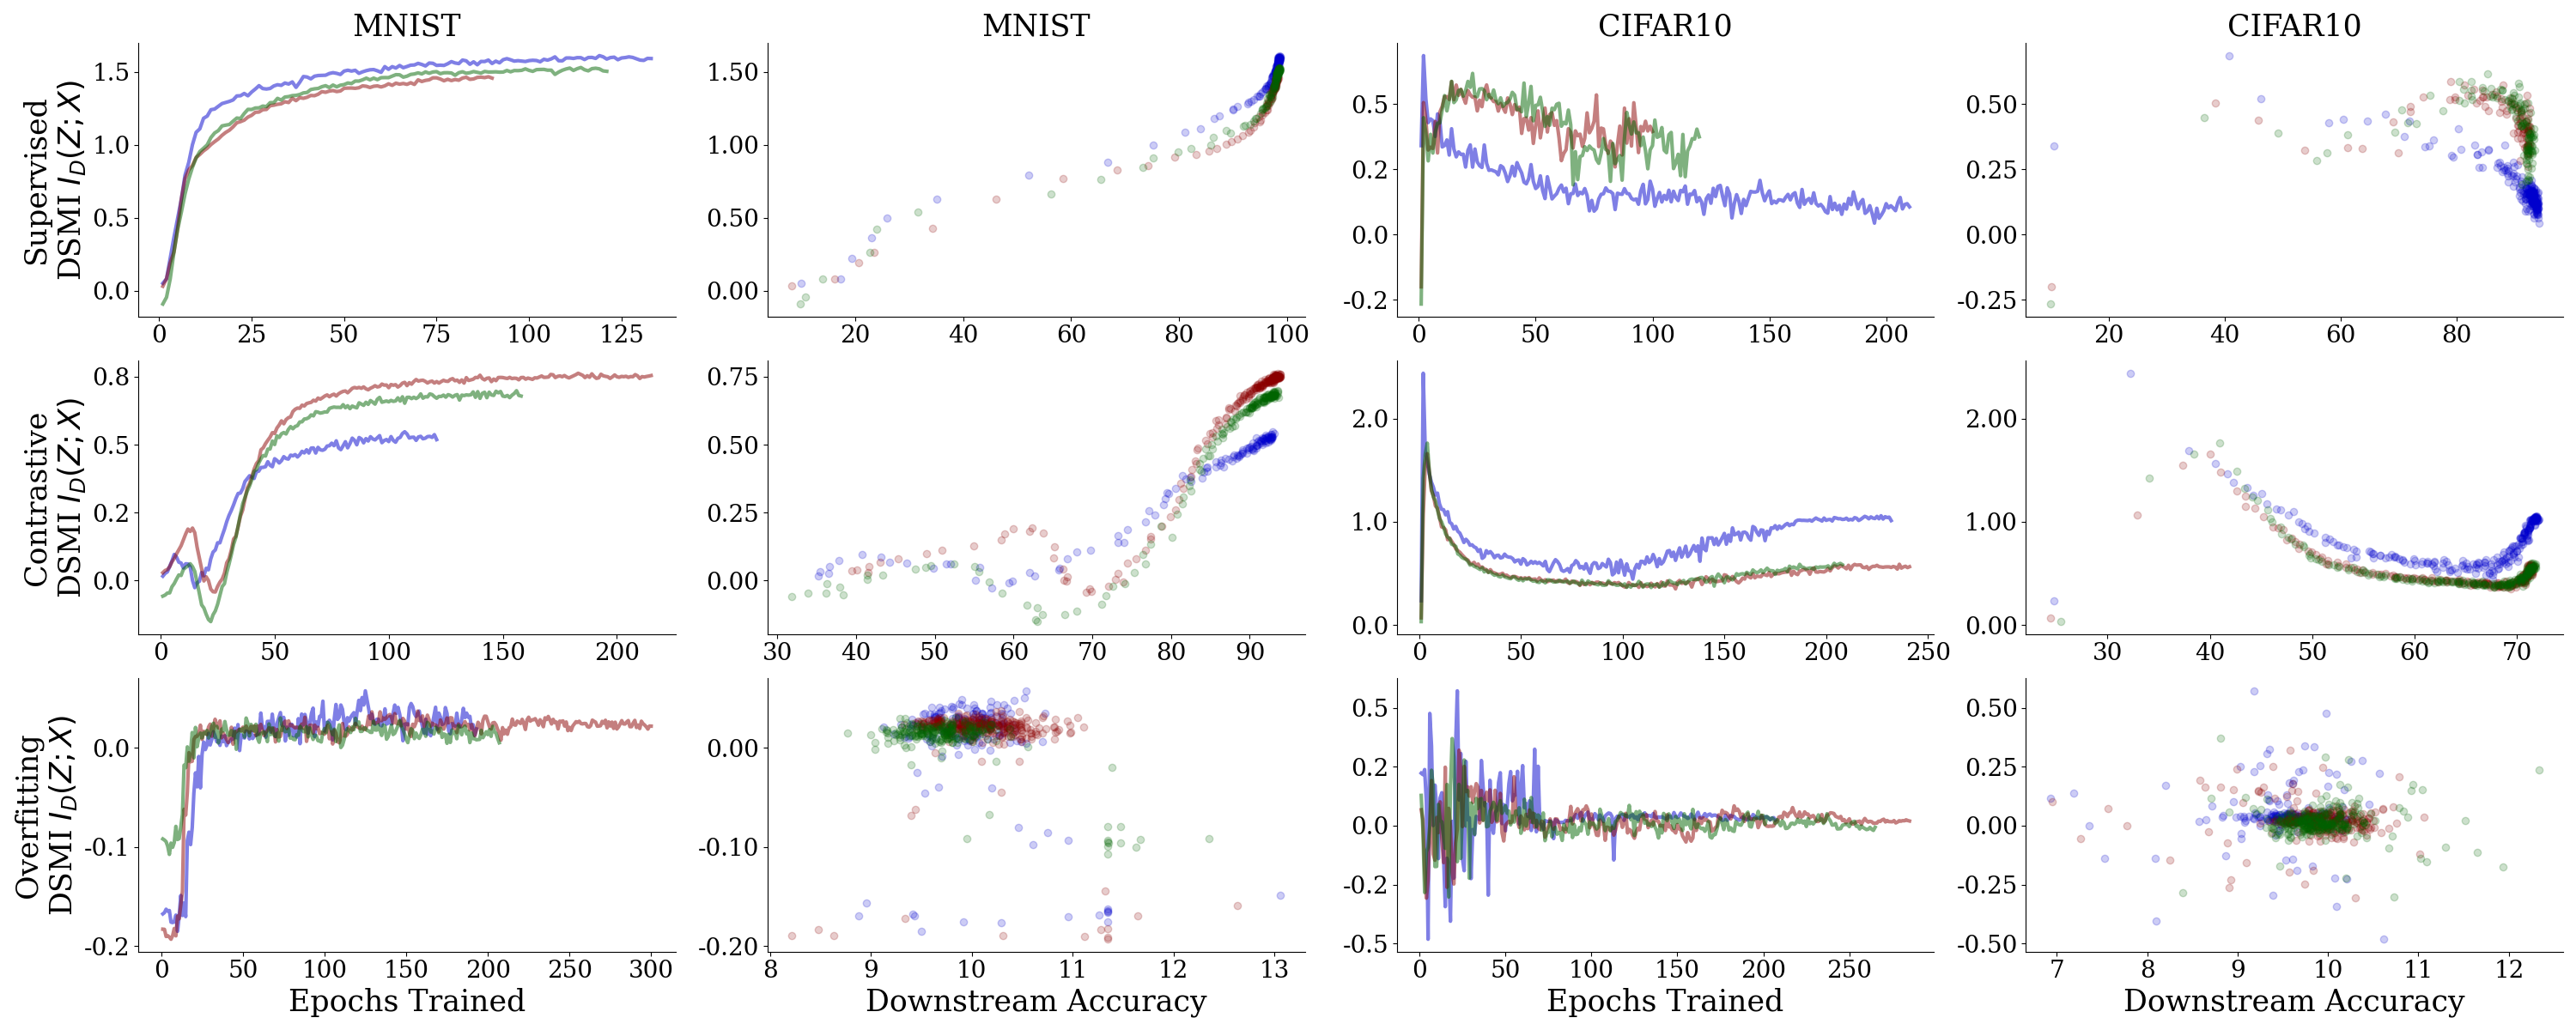 MNIST MNIST CIFAR10 CIFAR10
Supervised
DSMI I_D(Z; X)
1.5
1.0
0.5
0.0
0 25 50 75 100 125
1.50
1.00
0.50
0.00
20 40 60 80 100
0.5
0.2
0.0
-0.2
0 50 100 150 200
0.50
0.25
0.00
-0.25
20 40 60 80
Contrastive
DSMI I_D(Z; X)
0.8
0.5
0.2
0.0
0 50 100 150 200
0.75
0.50
0.25
0.00
30 40 50 60 70 80 90
2.0
1.0
0.0
0 50 100 150 200 250
2.00
1.00
0.00
30 40 50 60 70
Overfitting
DSMI I_D(Z; X)
0.0
-0.1
-0.2
0 50 100 150 200 250 300
Epochs Trained
0.00
-0.10
-0.20
8 9 10 11 12 13
Downstream Accuracy
0.5
0.2
0.0
-0.2
-0.5
0 50 100 150 200 250
Epochs Trained
0.50
0.25
0.00
-0.25
-0.50
7 8 9 10 11 12
Downstream Accuracy